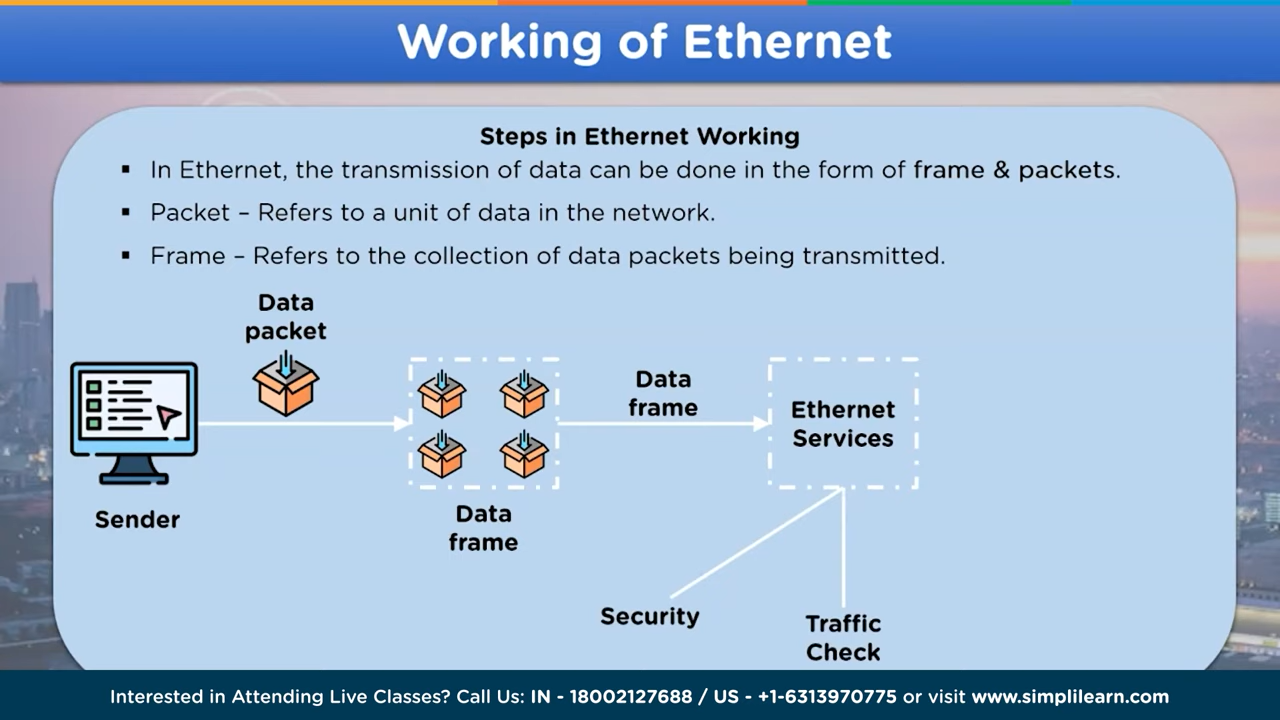 Working of Ethernet
Steps in Ethernet Working
▪ In Ethernet, the transmission of data can be done in the form of frame & packets.
▪ Packet – Refers to a unit of data in the network.
▪ Frame – Refers to the collection of data packets being transmitted.
Data
packet
Data
frame
Ethernet
Services
Sender
Data
frame
Security
Traffic
Check
Interested in Attending Live Classes? Call Us: IN - 18002127688 / US - +1-6313970775 or visit www.simplilearn.com